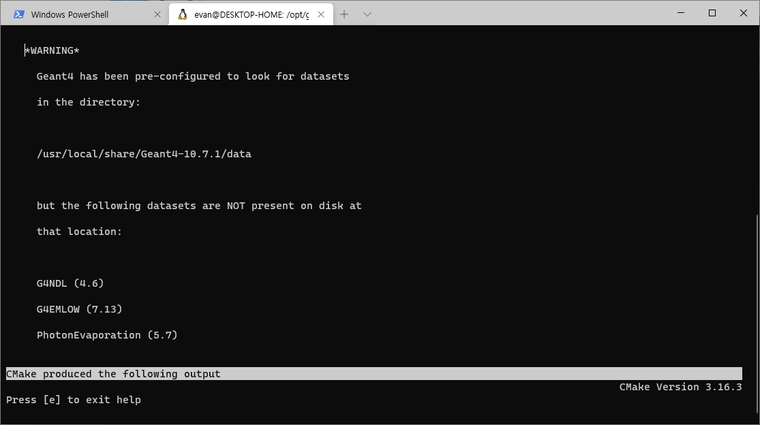 Windows PowerShell
evan@DESKTOP-HOME: /opt/g
*WARNING*
Geant4 has been pre-configured to look for datasets
in the directory:
/usr/local/share/Geant4-10.7.1/data
but the following datasets are NOT present on disk at
that location:
G4NDL (4.6)
G4EMLOW (7.13)
PhotonEvaporation (5.7)
CMake produced the following output
CMake Version 3.16.3
Press [e] to exit help